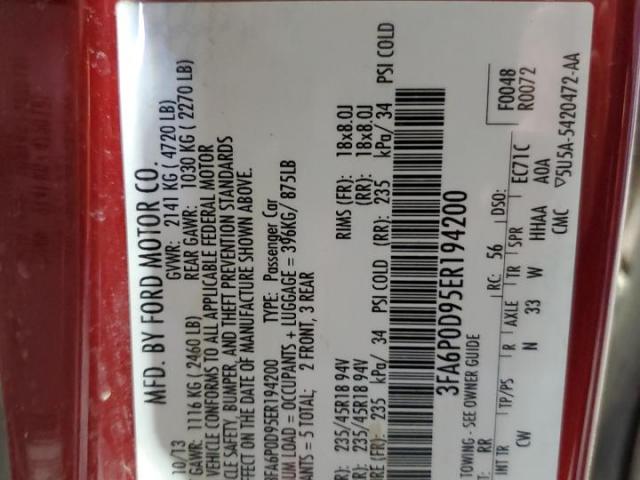 MFD. BY FORD MOTOR CO.
10/13 GVWR: 2141 KG ( 4720 LB)
GAWR: 1116 KG ( 2460 LB) REAR GAWR: 1030 KG ( 2270 LB)
VEHICLE CONFORMS TO ALL APPLICABLE FEDERAL MOTOR
CLE SAFETY, BUMPER, AND THEFT PREVENTION STANDARDS
EFFECT ON THE DATE OF MANUFACTURE SHOWN ABOVE.
3FA6P0D95ER194200 TYPE: Passenger Car
UM LOAD = OCCUPANTS + LUGGAGE = 396KG/ 875LB
ANTS = 5 TOTAL; 2 FRONT, 3 REAR
R): 235/45R18 94V RIMS (FR): 18x8.0J
R): 235/45R18 94V (RR): 18x8.0J
RE (FR): 235 kPa/ 34 PSI COLD (RR): 235 kPa/ 34 PSI COLD
3FA6P0D95ER194200
TOWING - SEE OWNER GUIDE
T: RR RC: 56 DSO: F0048
R0072
INT TR TP/PS R AXLE TR SPR EC71C
CW N 33 W HHAA A0A
CMC ▽5U5A-5420472-AA